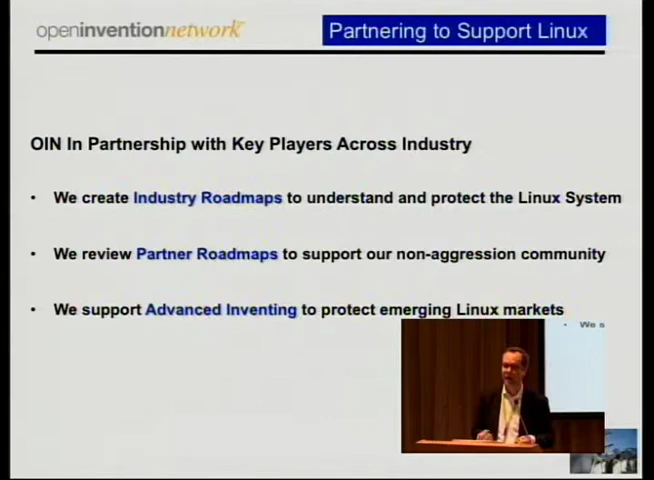 openinventionnetwork
Partnering to Support Linux
OIN In Partnership with Key Players Across Industry
• We create Industry Roadmaps to understand and protect the Linux System
• We review Partner Roadmaps to support our non-aggression community
• We support Advanced Inventing to protect emerging Linux markets
• We s